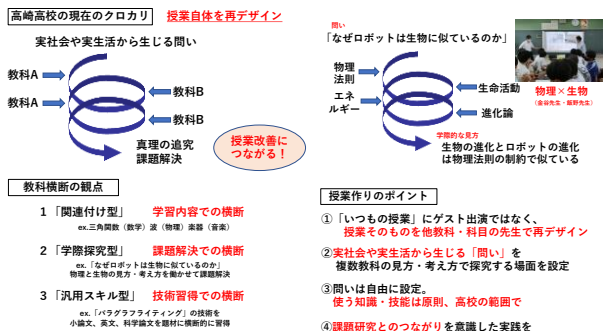 高崎高校の現在のクロカリ 授業自体を再デザイン
実社会や実生活から生じる問い
教科A
教科A
教科B
教科B
真理の追究
課題解決
授業改善に
つながる！
問い
「なぜロボットは生物に似ているのか」
物理
法則
エネ
ルギー
生命活動
進化論
物理×生物
（金谷先生・飯野先生）
学際的な見方
生物の進化とロボットの進化
は物理法則の制約で似ている
教科横断の観点
1 「関連付け型」 学習内容での横断
ex.三角関数（数学）波（物理）楽器（音楽）
2 「学際探究型」 課題解決での横断
ex.「なぜロボットは生物に似ているのか」
物理と生物の見方・考え方を働かせて課題解決
3 「汎用スキル型」 技術習得での横断
ex.「パラグラフライティング」の技術を
小論文、英文、科学論文を題材に横断的に習得
授業作りのポイント
①「いつもの授業」にゲスト出演ではなく、
授業そのものを他教科・科目の先生で再デザイン
②実社会や実生活から生じる「問い」を
複数教科の見方・考え方で探究する場面を設定
③問いは自由に設定。
使う知識・技能は原則、高校の範囲で
④課題研究とのつながりを意識した実践を